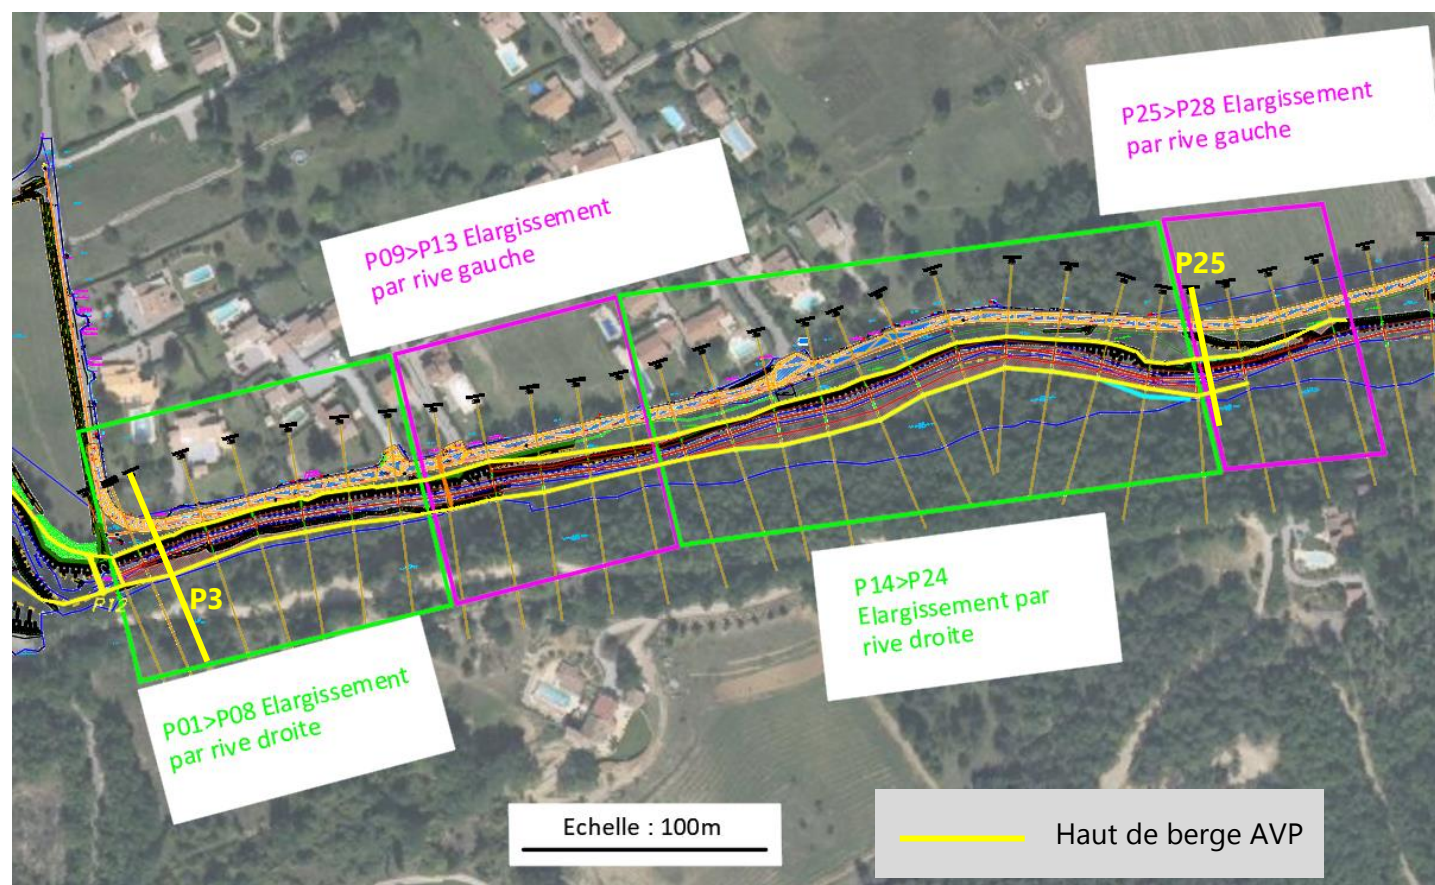 P25>P28 Elargissement
par rive gauche
P09>P13 Elargissement
par rive gauche
P25
P3
P12
P14>P24
Elargissement par
rive droite
P01>P08 Elargissement
par rive droite
Echelle : 100m
Haut de berge AVP